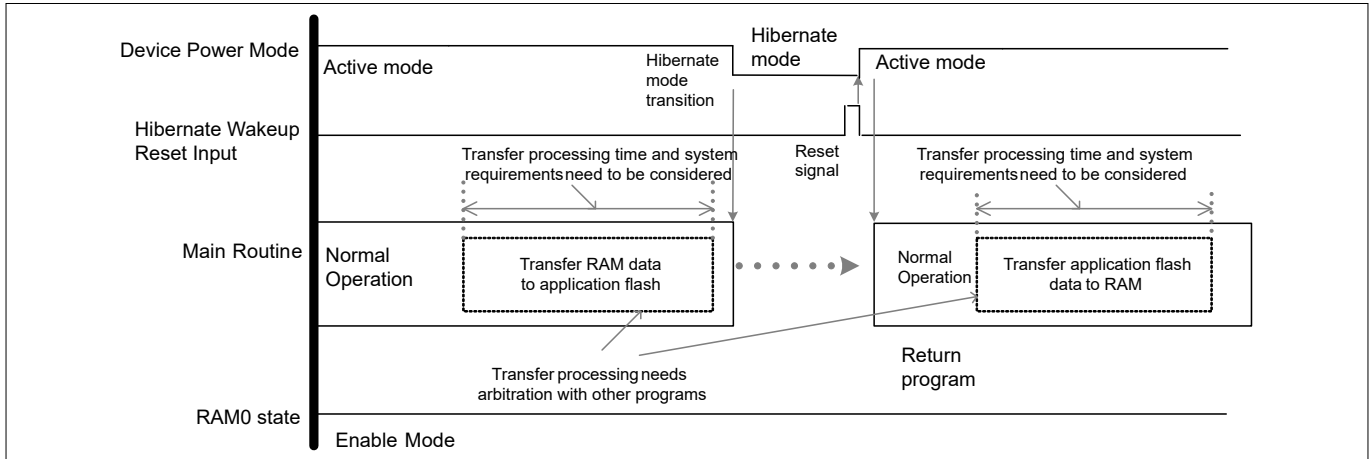 Device Power Mode
Active mode
Hibernate
mode
transition
Hibernate
mode
Active mode
Hibernate Wakeup
Reset Input
Reset
signal
Transfer processing time and system
requirements need to be considered
Transfer processing time and system
requirements need to be considered
Main Routine
Normal
Operation
Transfer RAM data
to application flash
Normal
Operation
Transfer application flash
data to RAM
Transfer processing needs
arbitration with other programs
Return
program
RAM0 state
Enable Mode